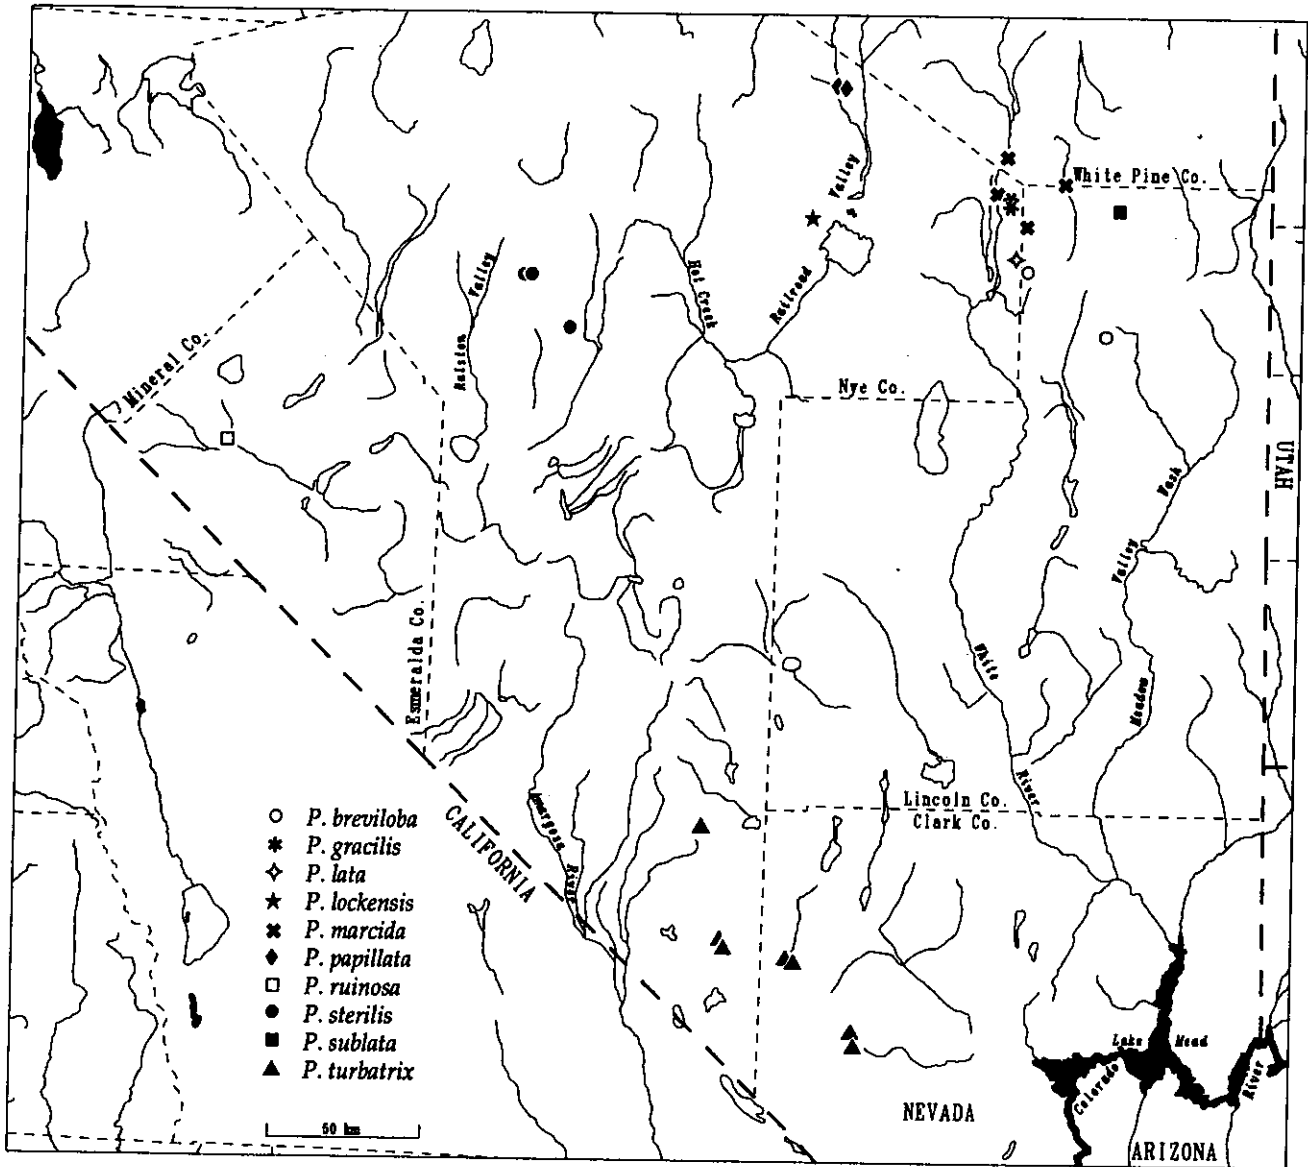 White Pine Co.
Valley
Railroad
Hot Creek
Valley
Ralston
Mineral Co.
Nye Co.
UTAH
Wash
Valley
Meadow
White
River
Esmeralda Co.
Lincoln Co.
Clark Co.
CALIFORNIA
Amargosa
River
P. breviloba
P. gracilis
P. lata
P. lockensis
P. marcida
P. papillata
P. ruinosa
P. sterilis
P. sublata
P. turbatrix
50 km
Lake Mead
Colorado
River
NEVADA
ARIZONA